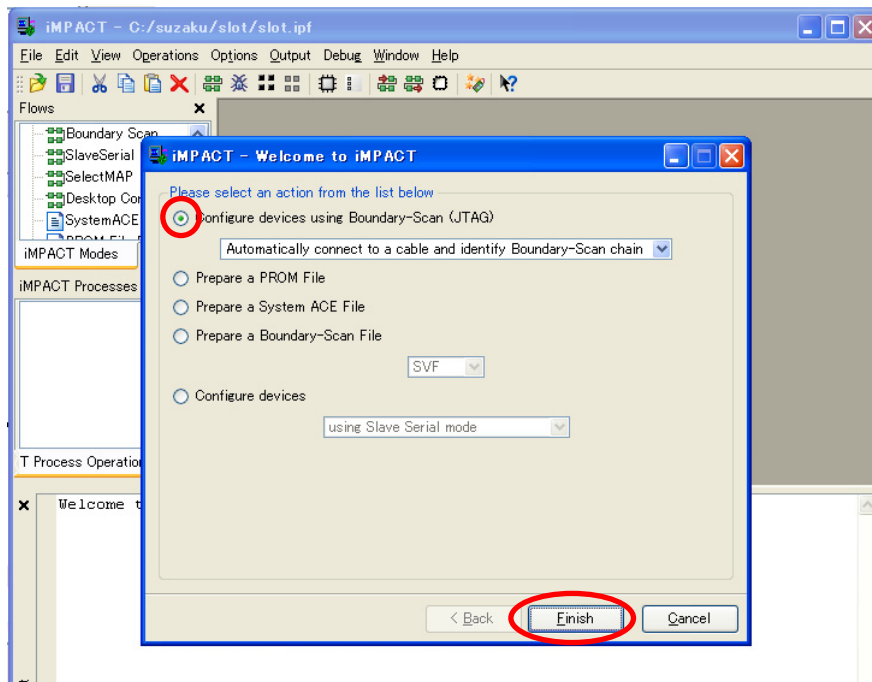 iMPACT - C:/suzaku/slot/slot.ipf
File Edit View Operations Options Output Debug Window Help
Flows
Boundary Scan
SlaveSerial
SelectMAP
Desktop Con
SystemACE
iMPACT Modes
iMPACT Processes
T Process Operation
Welcome t
iMPACT - Welcome to iMPACT
Please select an action from the list below
Configure devices using Boundary-Scan (JTAG)
Automatically connect to a cable and identify Boundary-Scan chain
Prepare a PROM File
Prepare a System ACE File
Prepare a Boundary-Scan File
SVF
Configure devices
using Slave Serial mode
< Back Finish Cancel